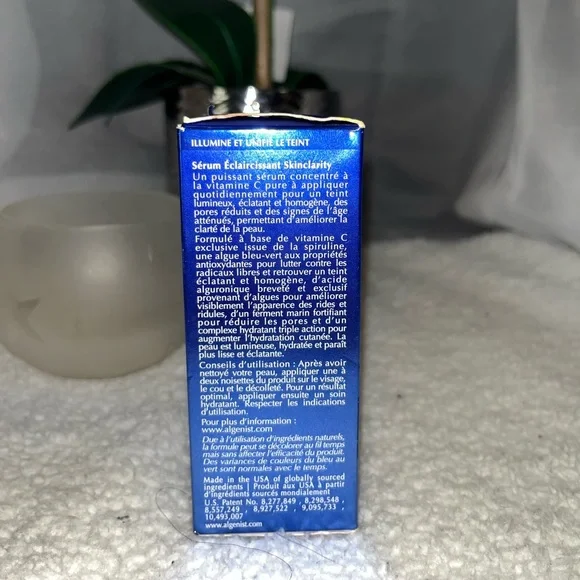 ILLUMINE ET UNIFIE LE TEINT
Sérum Éclaircissant Skinclarity
Un puissant sérum concentré à
la vitamine C pure à appliquer
quotidiennement pour un teint
lumineux, éclatant et homogène, des
pores réduits et des signes de l'âge
atténués, permettant d'améliorer la
clarté de la peau.
Formulé à base de vitamine C
exclusive issue de la spiruline,
une algue bleu-vert aux propriétés
antioxydantes pour lutter contre les
radicaux libres et retrouver un teint
éclatant et homogène, d'acide
alguronique breveté et exclusif
provenant d'algues pour améliorer
visiblement l'apparence des rides et
ridules, d'un ferment marin fortifiant
pour réduire les pores et d'un
complexe hydratant triple action pour
augmenter l'hydratation cutanée. La
peau est lumineuse, hydratée et paraît
plus lisse et éclatante.
Conseils d'utilisation : Après avoir
nettoyé votre peau, appliquer une à
deux noisettes du produit sur le visage,
le cou et le décolleté. Pour un résultat
optimal, appliquer ensuite un soin
hydratant. Respecter les indications
d'utilisation.
Pour plus d'information :
www.algenist.com
Due à l'utilisation d'ingrédients naturels,
la formule peut se décolorer au fil temps
mais sans affecter l'efficacité du produit.
Des variances de couleurs du bleu au
vert sont normales avec le temps.
Made in the USA of globally sourced
ingredients | Produit aux USA à partir
d'ingrédients sourcés mondialement
U.S. Patent No. 8,277,849 , 8,298,548 ,
8,557,249 , 8,927,522 , 9,095,733 ,
10,493,007
www.algenist.com